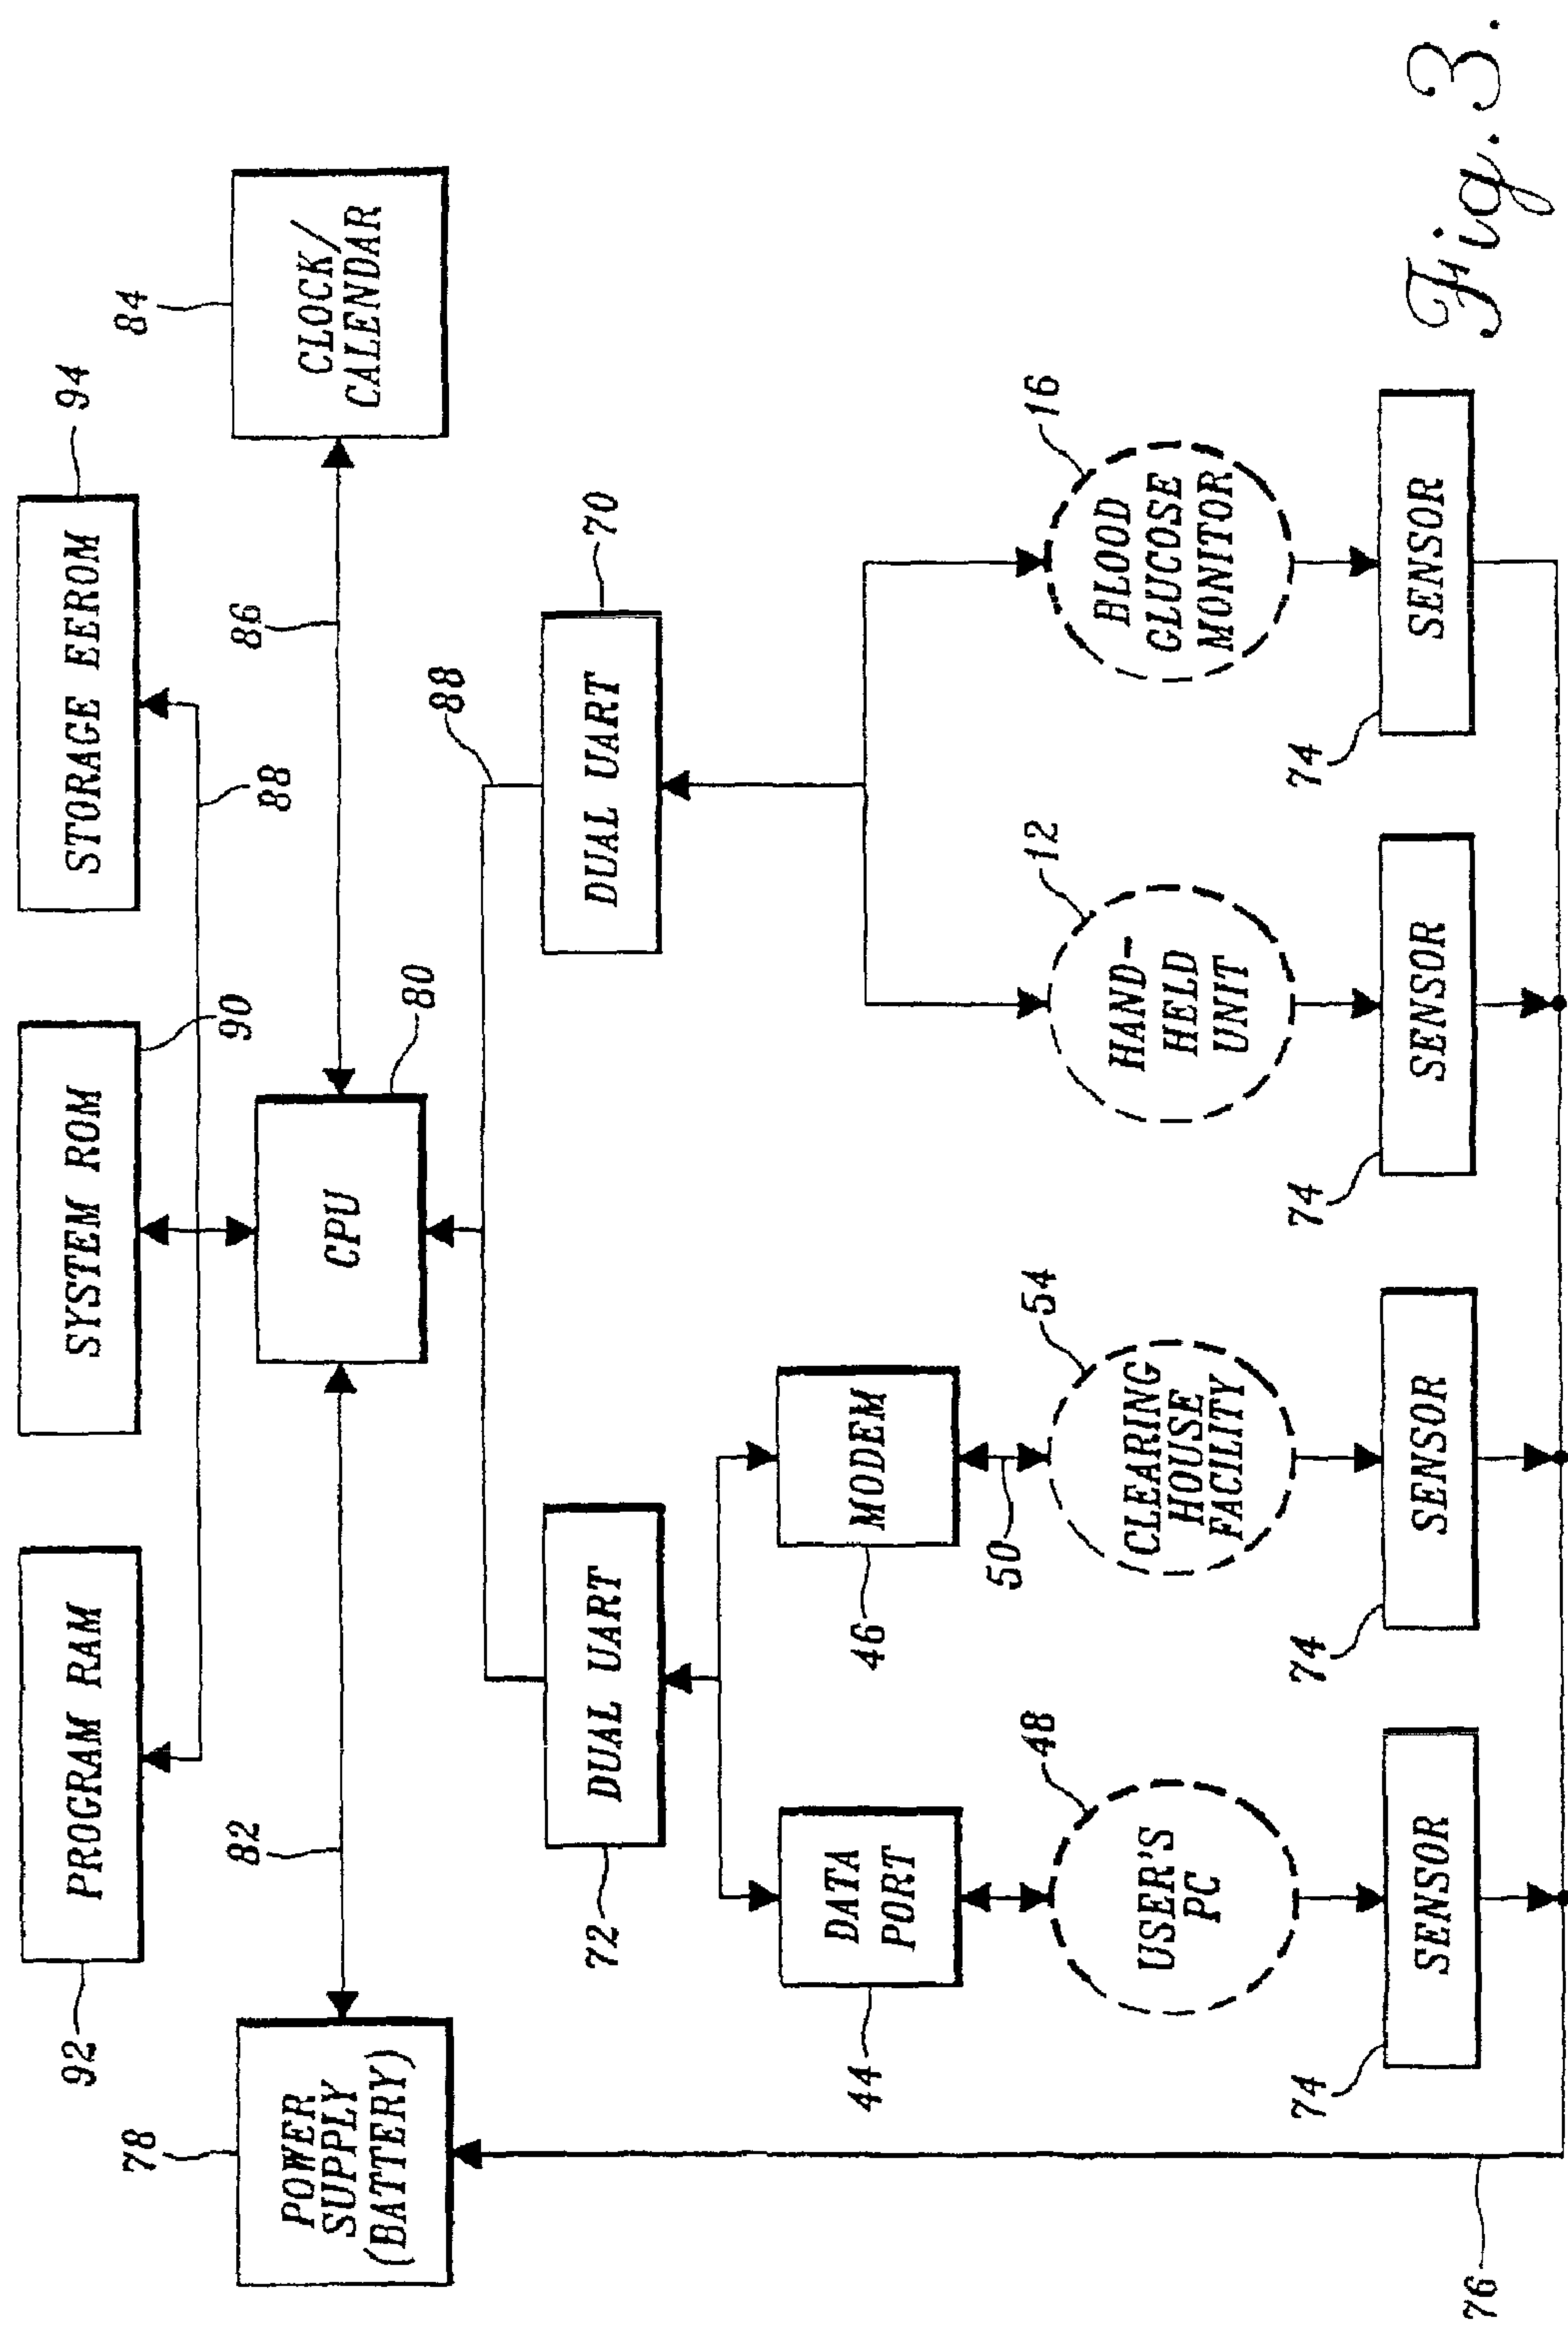 92
PROGRAM RAM
SYSTEM ROM
90
STORAGE EEROM
94
88
78
POWER
SUPPLY
(BATTERY)
82
CPU
80
86
84
CLOCK/
CALENDAR
88
72
DUAL UART
DUAL UART
70
44
DATA
PORT
46
MODEM
50
48
USER'S
PC
54
CLEARING
HOUSE
FACILITY
12
HAND-
HELD
UNIT
16
BLOOD
GLUCOSE
MONITOR
74
SENSOR
74
SENSOR
74
SENSOR
74
SENSOR
76
Fig. 3.